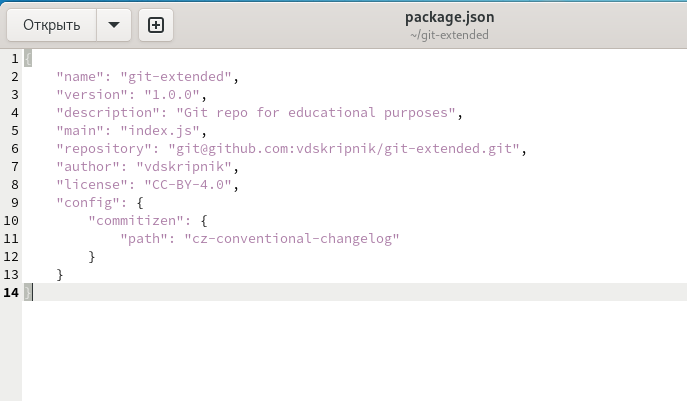 Открыть
package.json
~/git-extended
1 {
2     "name": "git-extended",
3     "version": "1.0.0",
4     "description": "Git repo for educational purposes",
5     "main": "index.js",
6     "repository": "git@github.com:vdskripnik/git-extended.git",
7     "author": "vdskripnik",
8     "license": "CC-BY-4.0",
9     "config": {
10         "commitizen": {
11             "path": "cz-conventional-changelog"
12         }
13     }
14 }